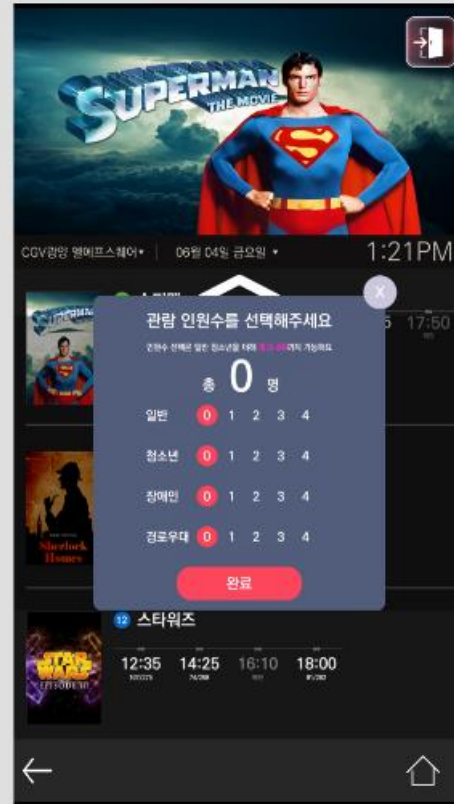 SUPERMAN
THE MOVIE
CGV광양 엘에프스퀘어▾ | 06월 04일 금요일 ▾ 1:21PM
X
관람 인원수를 선택해주세요
17:50
총 0 명
일반 0 1 2 3 4
청소년 0 1 2 3 4
장애인 0 1 2 3 4
경로우대 0 1 2 3 4
완료
Sherlock
Holmes
12 스타워즈
STAR
WARS
12:35 14:25 16:10 18:00